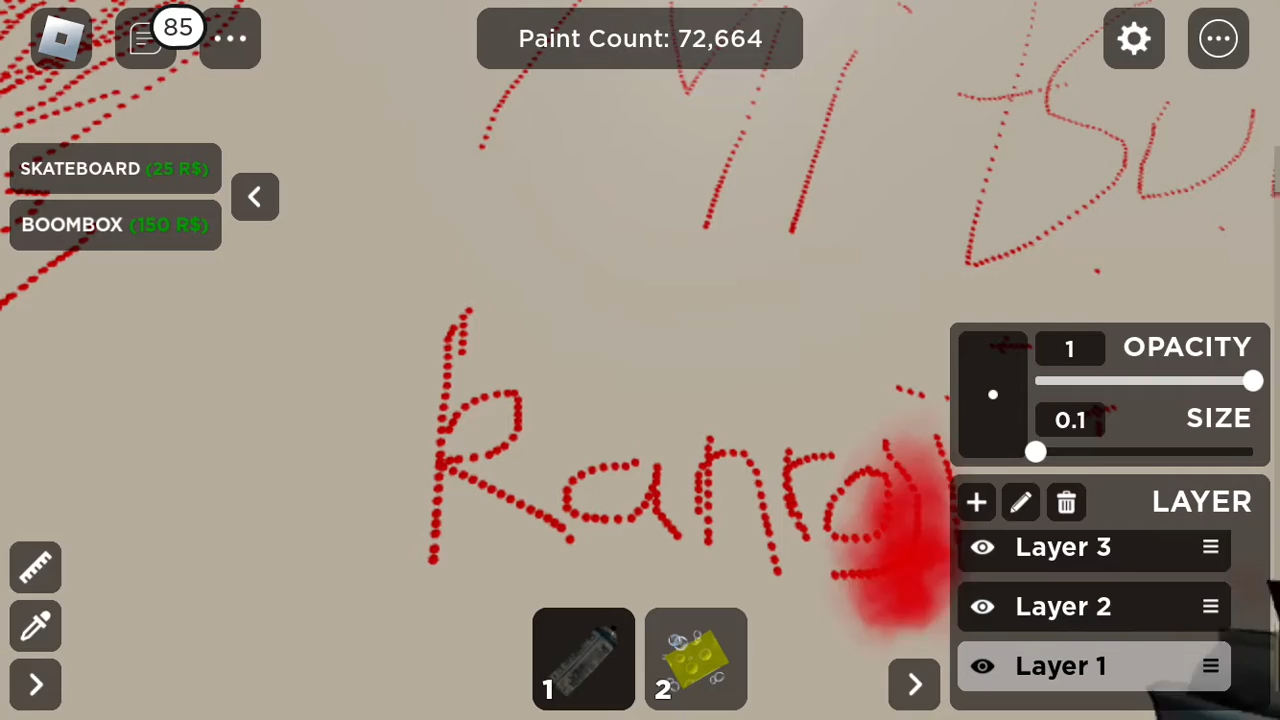 85
Paint Count: 72,664
SKATEBOARD (25 R$)
BOOMBOX (150 R$)
1 OPACITY
0.1 SIZE
LAYER
Layer 3
Layer 2
Layer 1
1
2